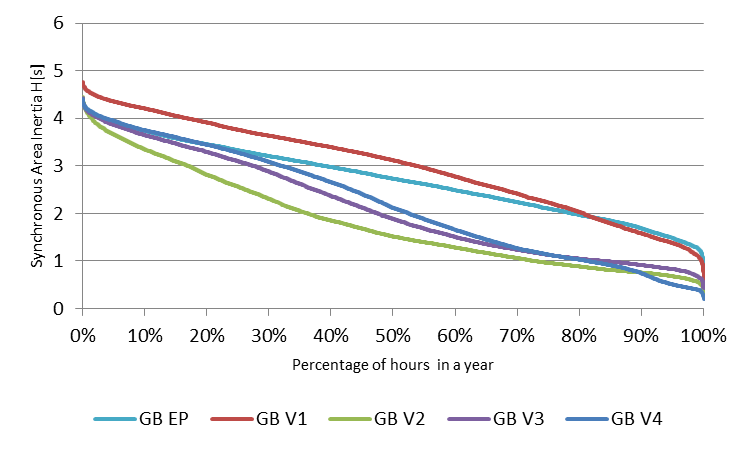 6
5
4
3
2
1
0
Synchronous Area Inertia H[s]
0% 10% 20% 30% 40% 50% 60% 70% 80% 90% 100%
Percentage of hours in a year
GB EP GB V1 GB V2 GB V3 GB V4